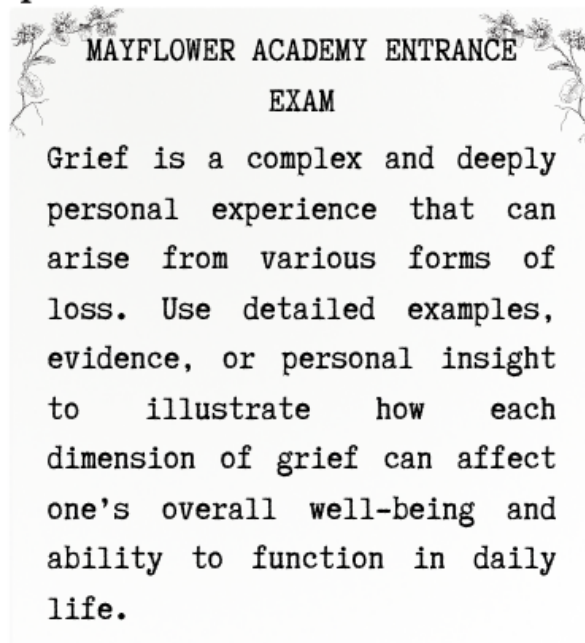 MAYFLOWER ACADEMY ENTRANCE
EXAM
Grief is a complex and deeply
personal experience that can
arise from various forms of
loss. Use detailed examples,
evidence, or personal insight
to illustrate how each
dimension of grief can affect
one's overall well-being and
ability to function in daily
life.